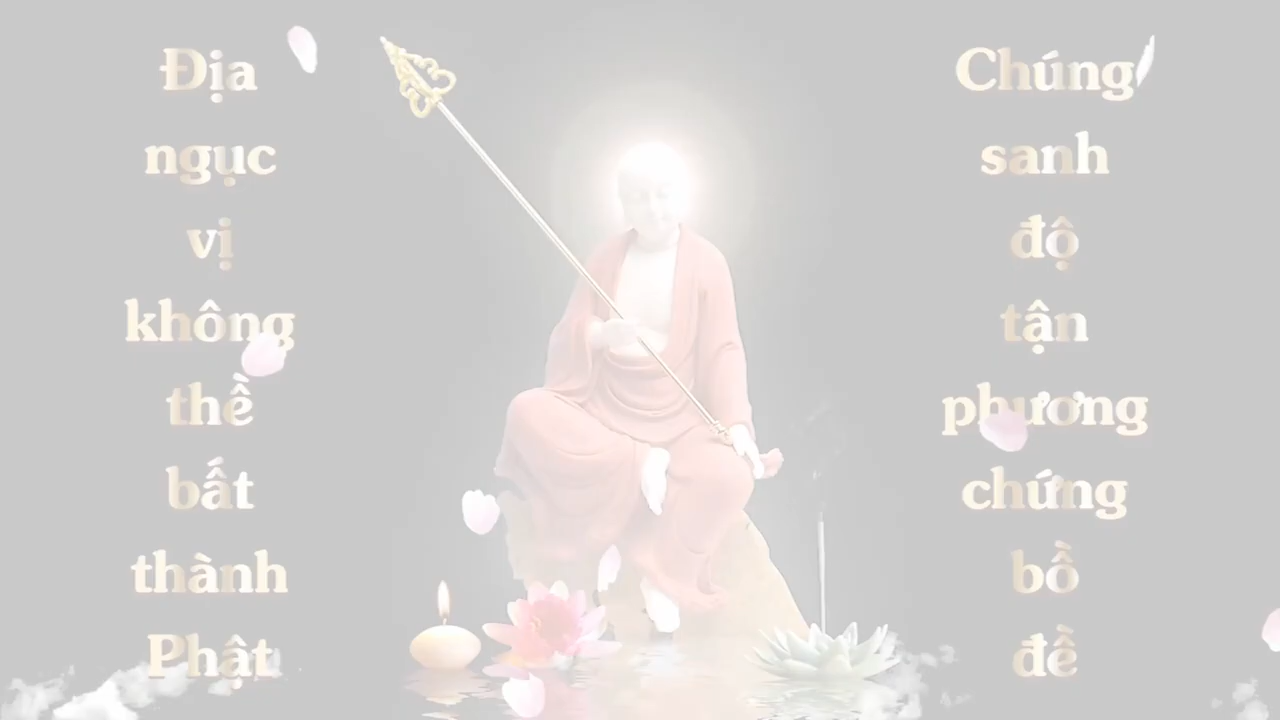 Địa
ngục
vị
không
thề
bất
thành
Phật
Chúng
sanh
độ
tận
phương
chứng
bồ
đề